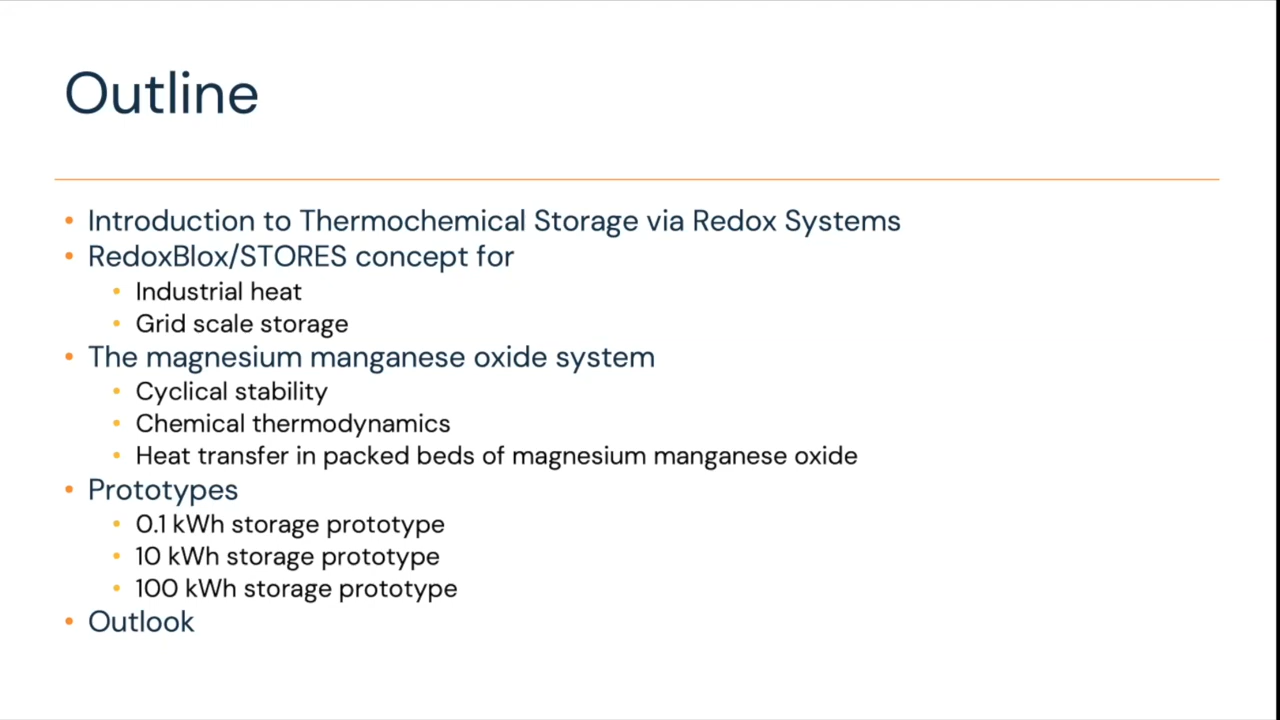 Outline
• Introduction to Thermochemical Storage via Redox Systems
• RedoxBlox/STORES concept for
• Industrial heat
• Grid scale storage
• The magnesium manganese oxide system
• Cyclical stability
• Chemical thermodynamics
• Heat transfer in packed beds of magnesium manganese oxide
• Prototypes
• 0.1 kWh storage prototype
• 10 kWh storage prototype
• 100 kWh storage prototype
• Outlook